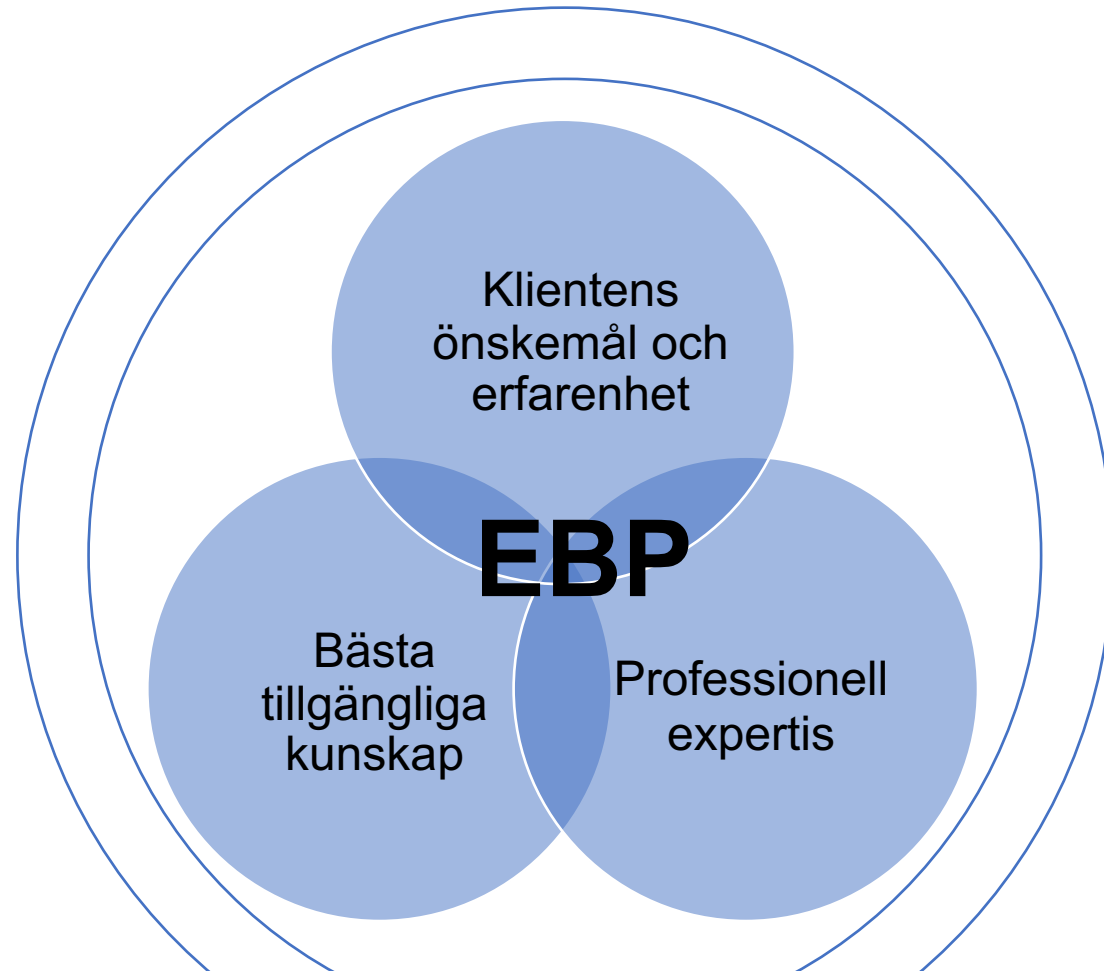 Klientens
önskemål och
erfarenhet
EBP
Bästa
tillgängliga
kunskap
Professionell
expertis